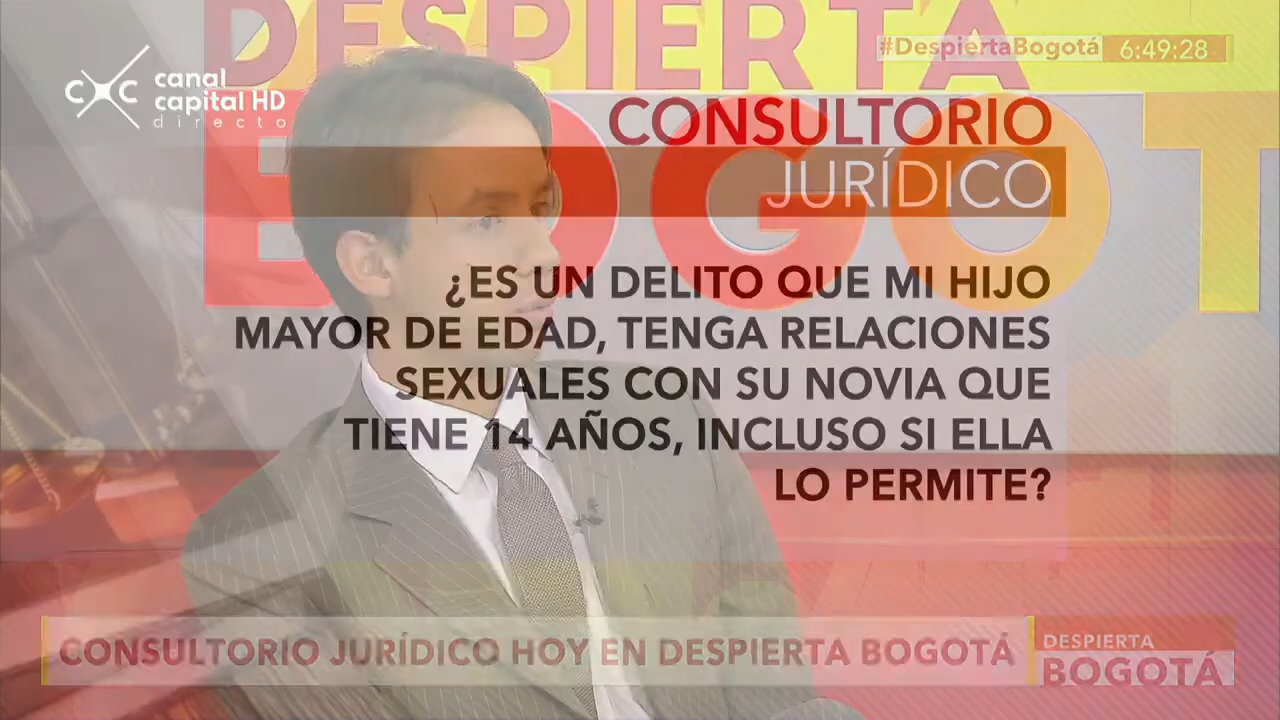 DESPIERTA
BOGOT
#DespiertaBogotá 6:49:28
canal
capital HD
directo
CONSULTORIO
JURÍDICO
¿ES UN DELITO QUE MI HIJO
MAYOR DE EDAD, TENGA RELACIONES
SEXUALES CON SU NOVIA QUE
TIENE 14 AÑOS, INCLUSO SI ELLA
LO PERMITE?
CONSULTORIO JURÍDICO HOY EN DESPIERTA BOGOTÁ
DESPIERTA
BOGOTÁ